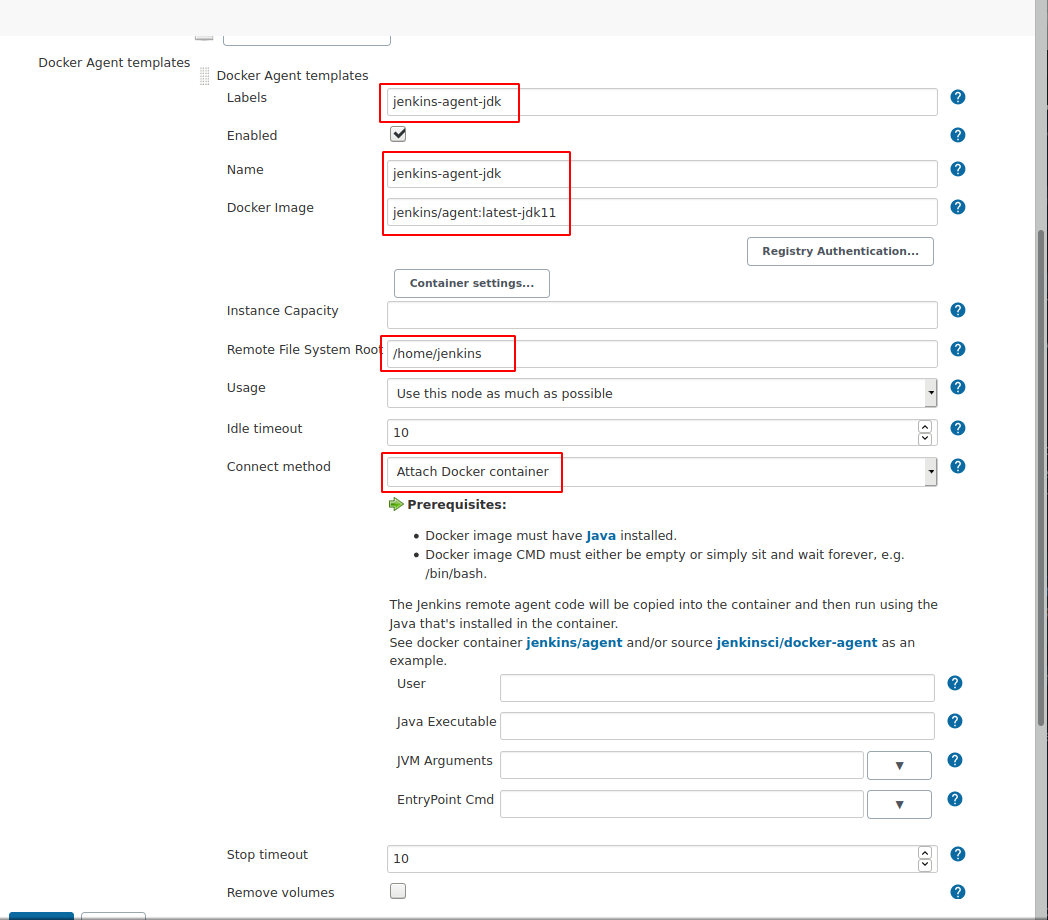 Docker Agent templates
Docker Agent templates
Labels
jenkins-agent-jdk
Enabled
Name
jenkins-agent-jdk
Docker Image
jenkins/agent:latest-jdk11
Registry Authentication...
Container settings...
Instance Capacity
Remote File System Root
/home/jenkins
Usage
Use this node as much as possible
Idle timeout
10
Connect method
Attach Docker container
Prerequisites:
• Docker image must have Java installed.
• Docker image CMD must either be empty or simply sit and wait forever, e.g.
/bin/bash.
The Jenkins remote agent code will be copied into the container and then run using the
Java that's installed in the container.
See docker container jenkins/agent and/or source jenkinsci/docker-agent as an
example.
User
Java Executable
JVM Arguments
EntryPoint Cmd
Stop timeout
10
Remove volumes